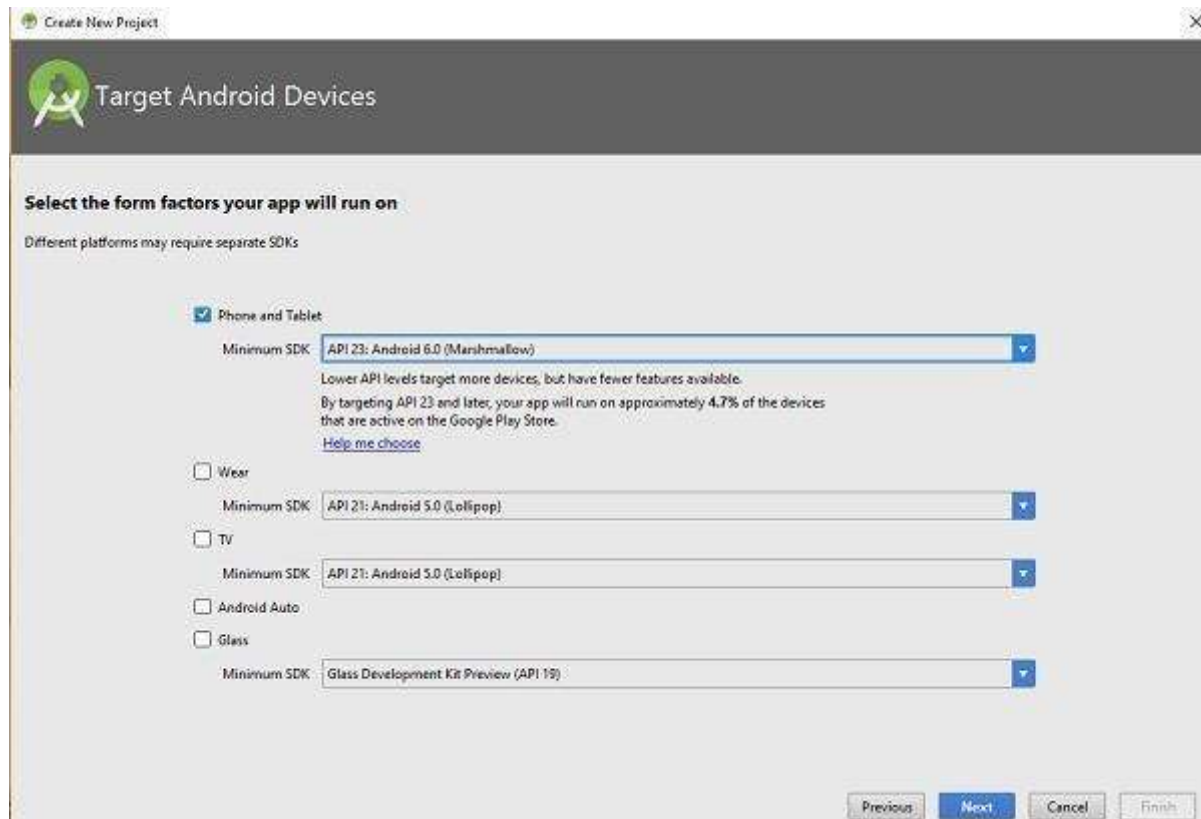 Create New Project
Target Android Devices
Select the form factors your app will run on
Different platforms may require separate SDKs
Phone and Tablet
Minimum SDK API 23: Android 6.0 (Marshmallow)
Lower API levels target more devices, but have fewer features available.
By targeting API 23 and later, your app will run on approximately 4.7% of the devices
that are active on the Google Play Store.
Help me choose
Wear
Minimum SDK API 21: Android 5.0 (Lollipop)
TV
Minimum SDK API 21: Android 5.0 (Lollipop)
Android Auto
Glass
Minimum SDK Glass Development Kit Preview (API 19)
Previous Next Cancel Finish